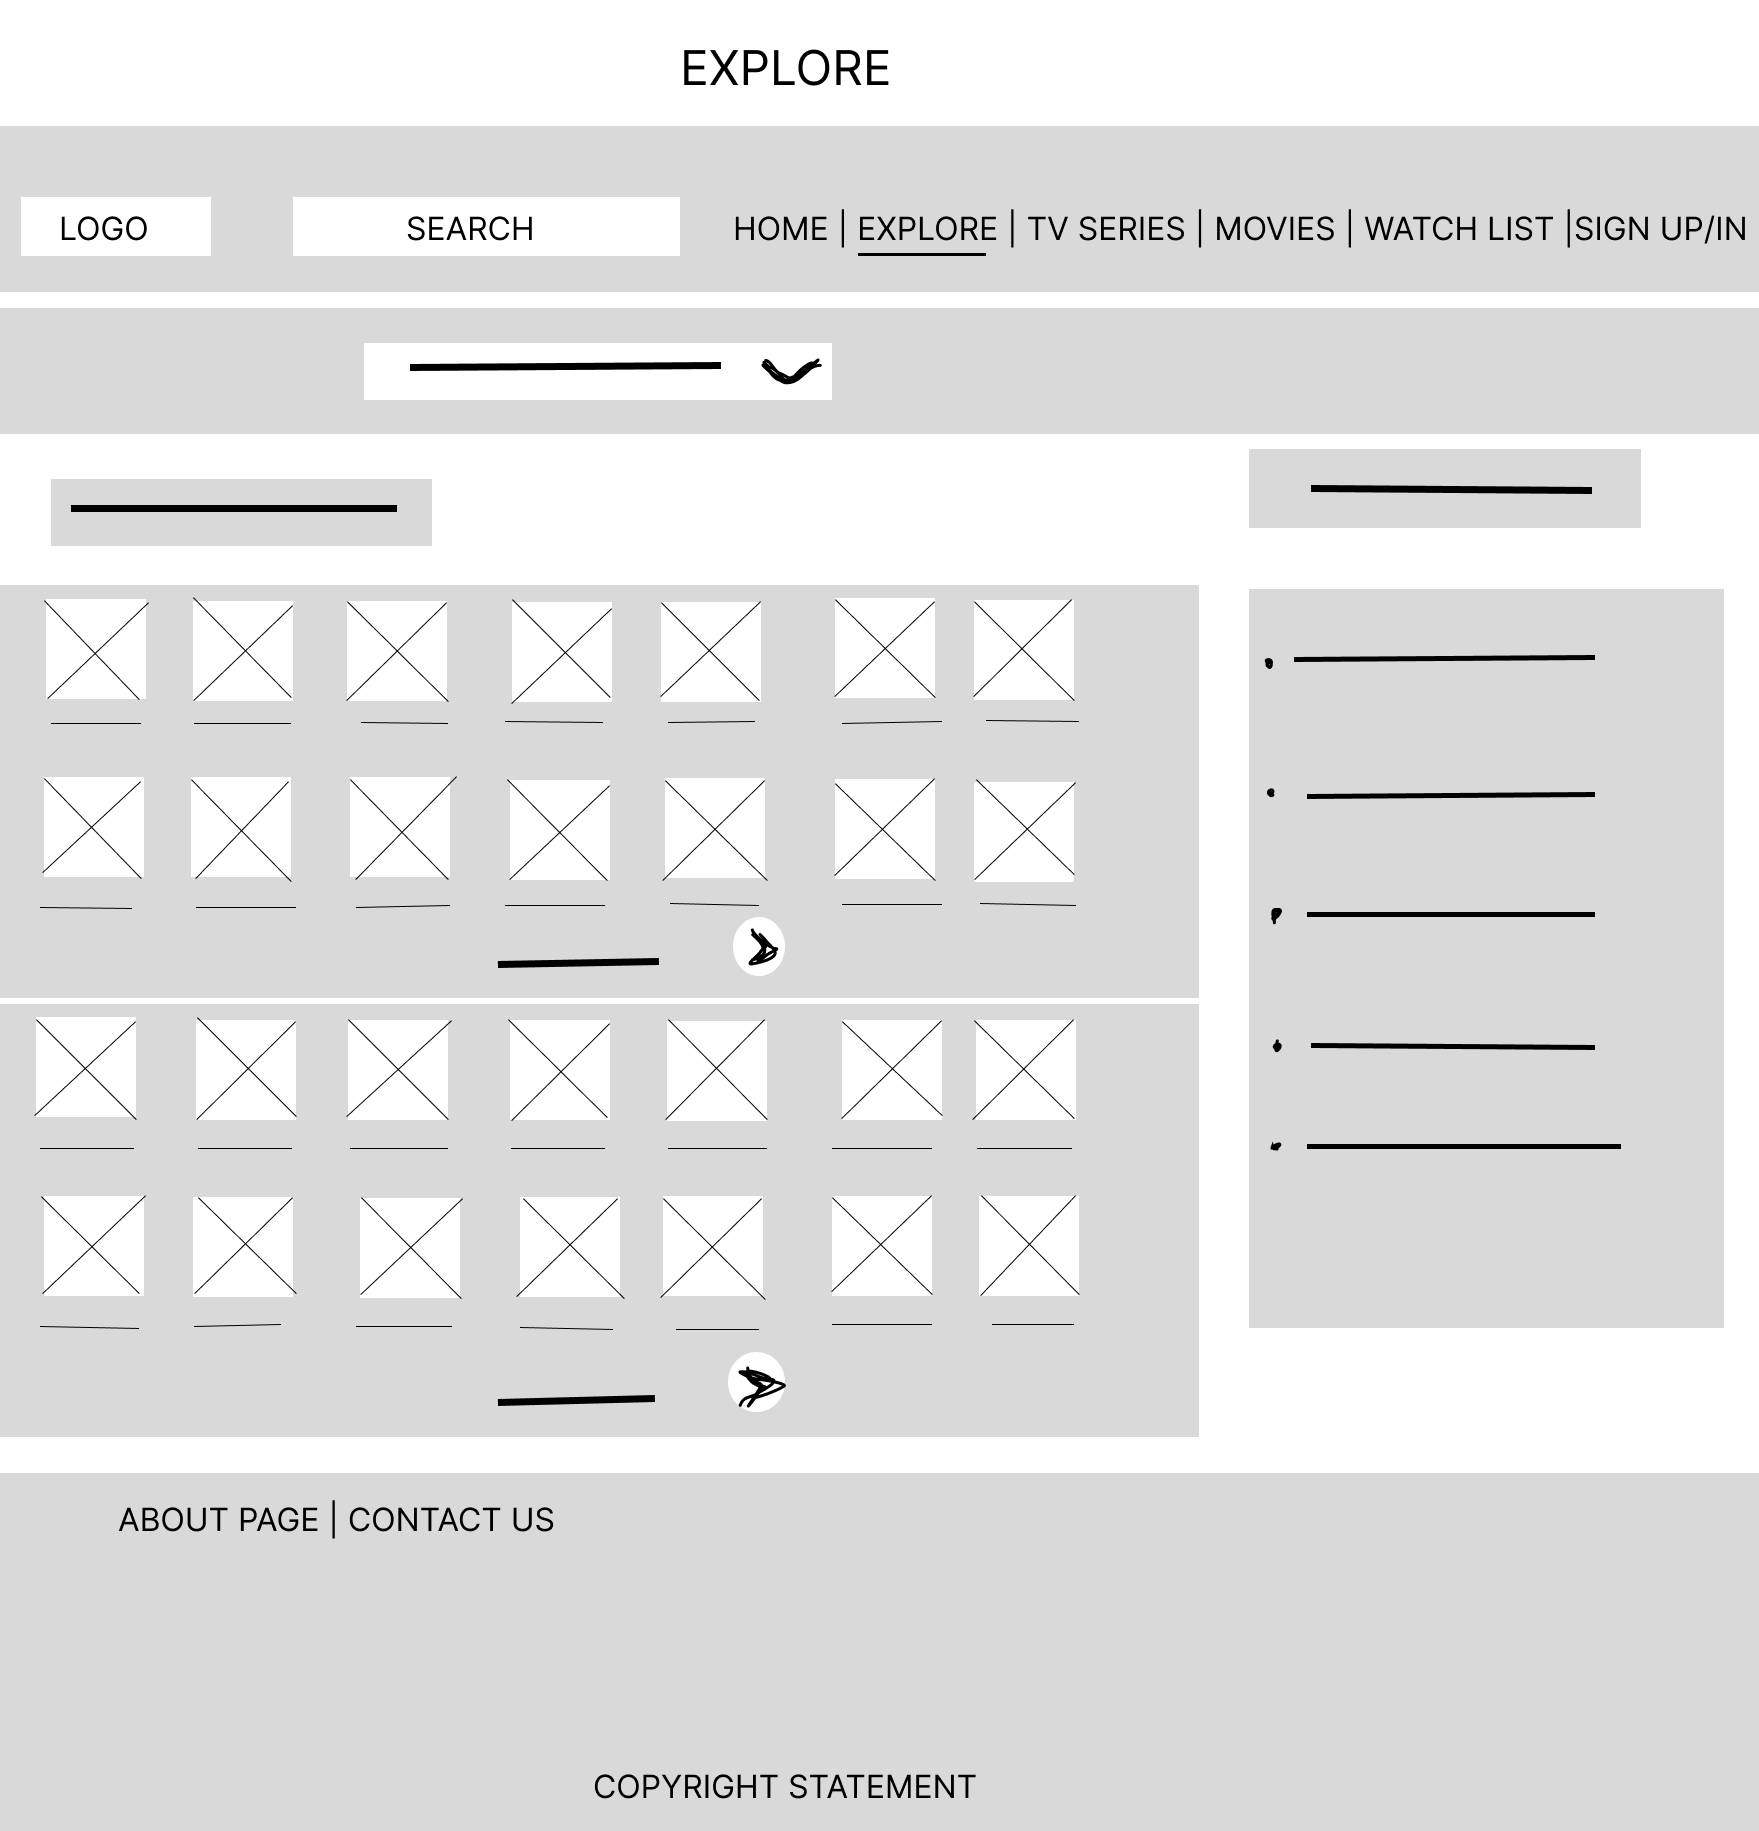 EXPLORE
LOGO
SEARCH
HOME | EXPLORE | TV SERIES | MOVIES | WATCH LIST |SIGN UP/IN
ABOUT PAGE | CONTACT US
COPYRIGHT STATEMENT